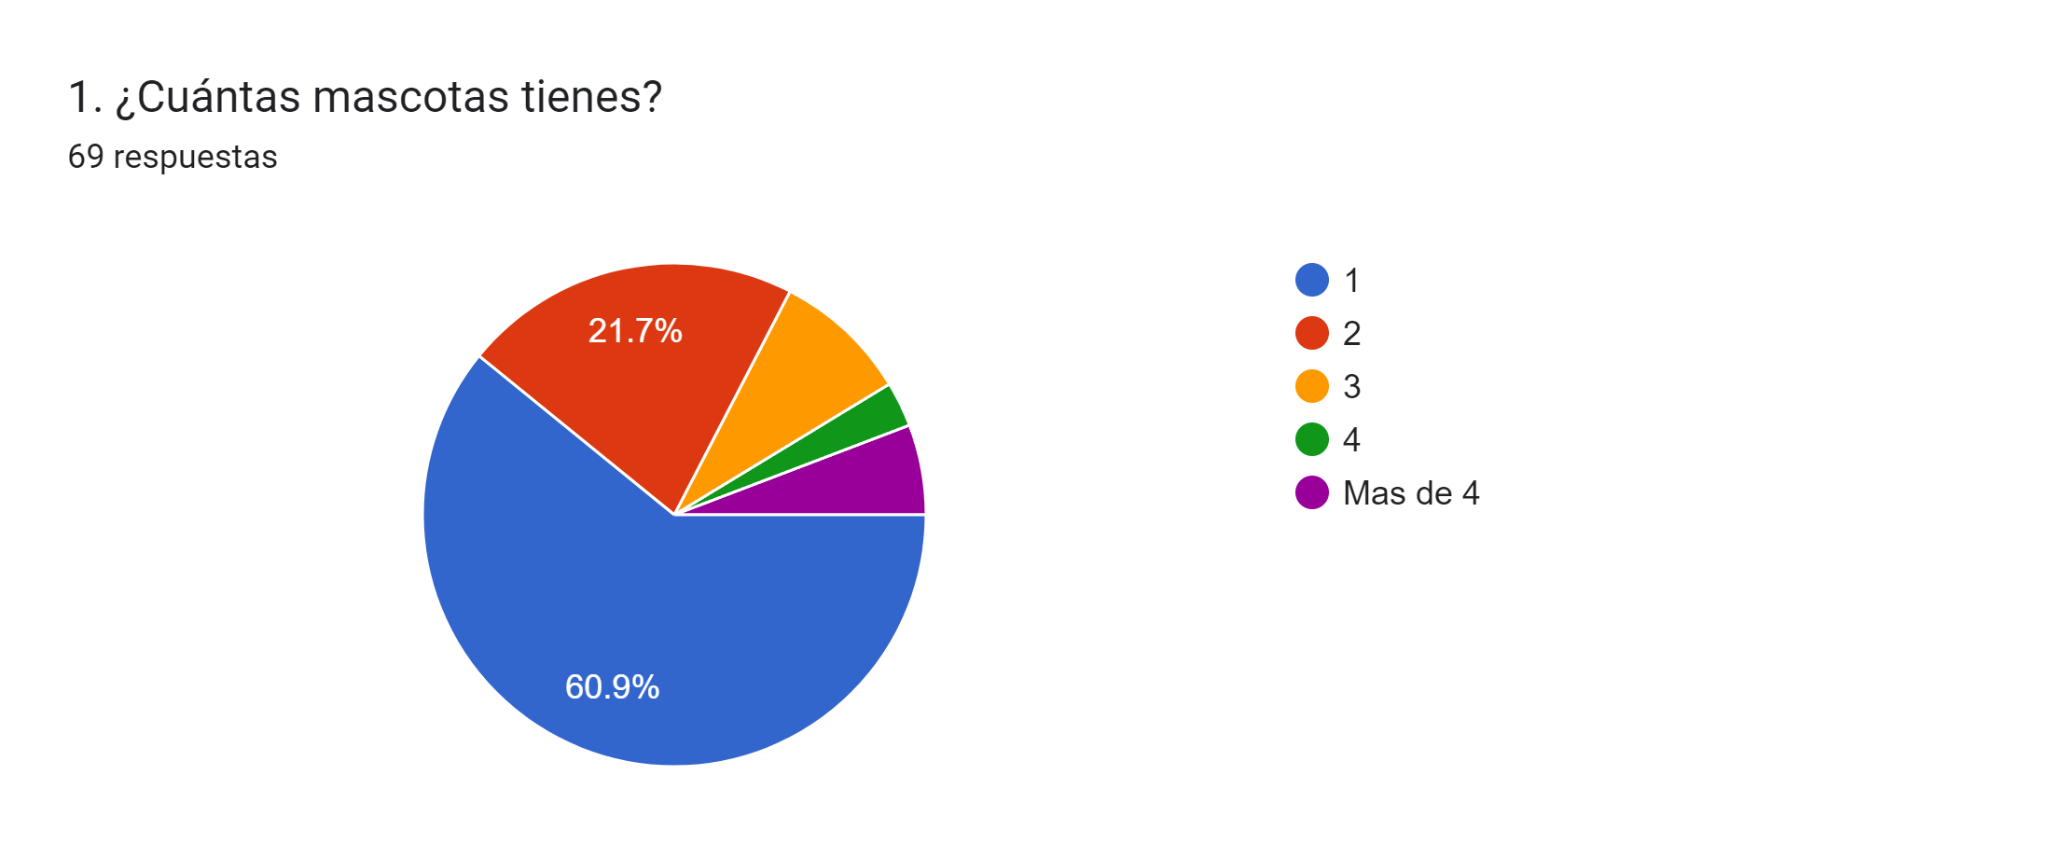 1. ¿Cuántas mascotas tienes?
69 respuestas
21.7%
60.9%
1
2
3
4
Mas de 4